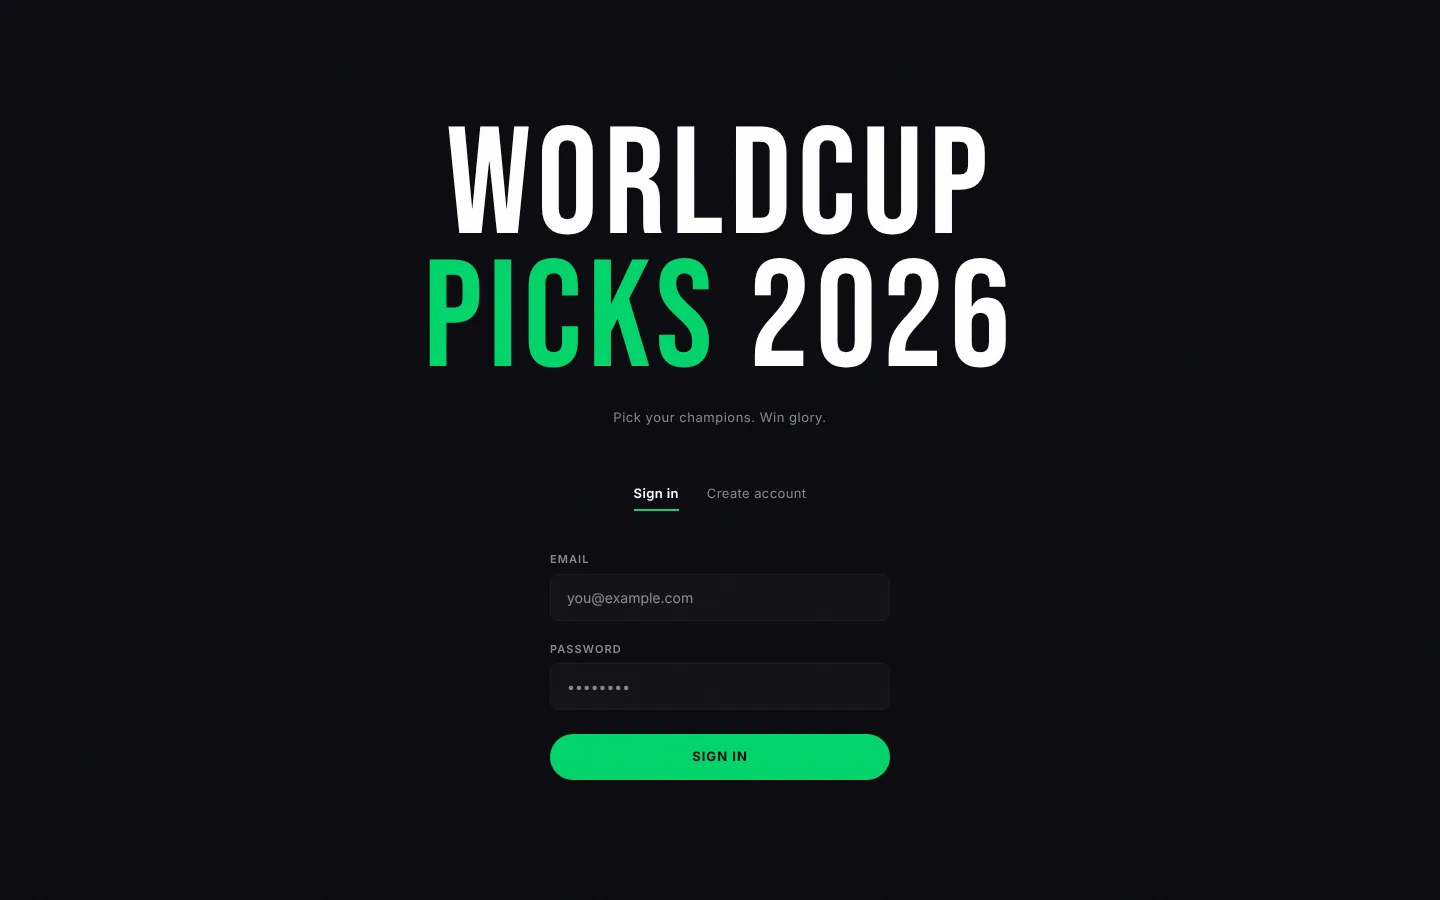 WORLDCUP
PICKS 2026
Pick your champions. Win glory.
Sign in Create account
EMAIL
you@example.com
PASSWORD
••••••••
SIGN IN